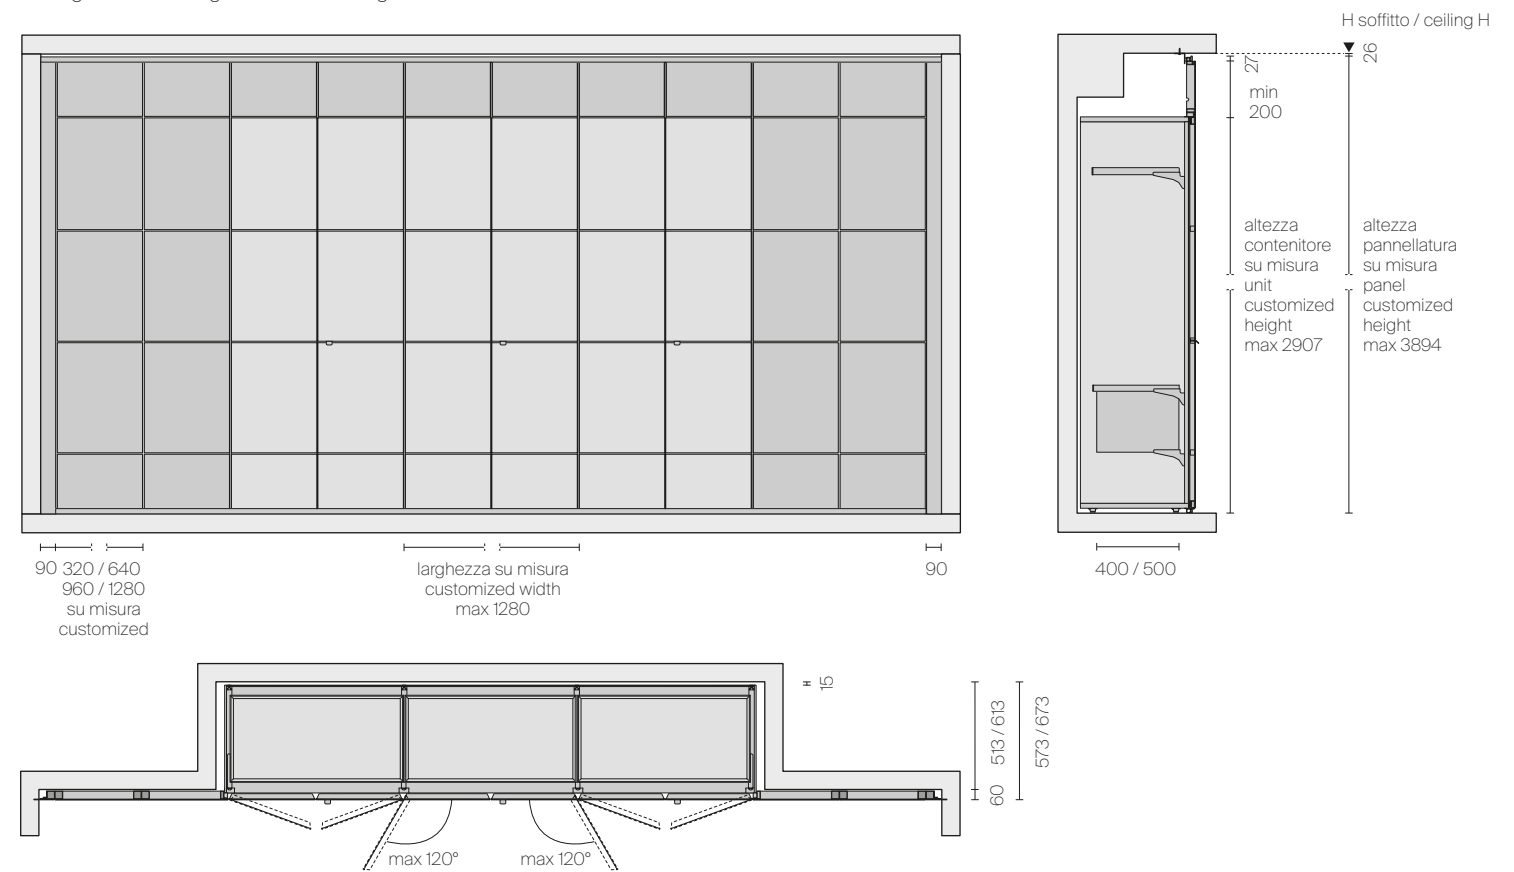 H soffitto / ceiling H
26
27
min
200
altezza
contenitore
su misura
unit
customized
height
max 2907
altezza
pannellatura
su misura
panel
customized
height
max 3894
90 320 / 640
960 / 1280
su misura
customized
larghezza su misura
customized width
max 1280
90
400 / 500
15
513 / 613
573 / 673
60
max 120°
max 120°